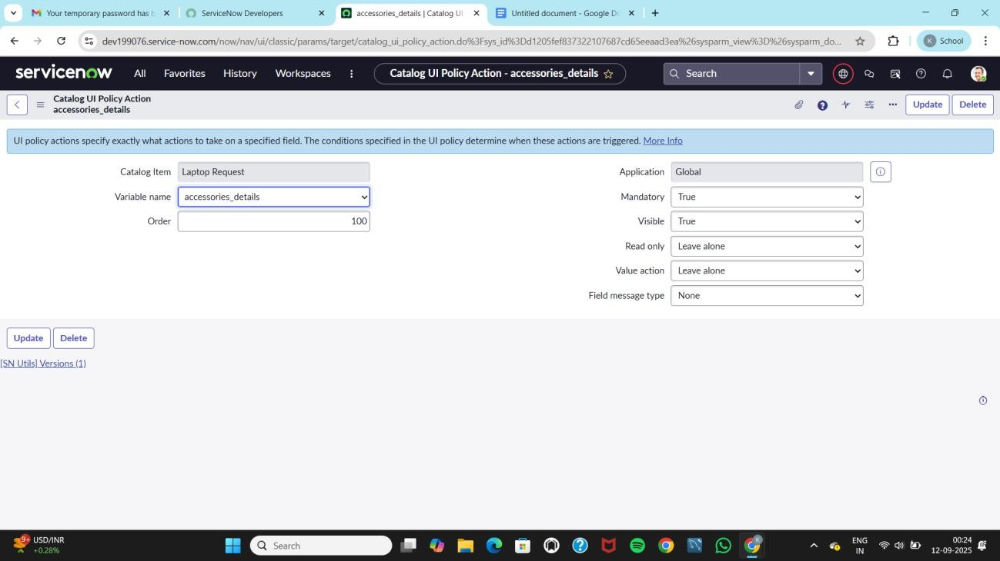 Your temporary password has b
ServiceNow Developers
accessories_details | Catalog UI
Untitled document - Google Do
dev199076.service-now.com/now/nav/ui/classic/params/target/catalog_ui_policy_action.do%3Fsys_id%3Dd1205fef837322107687cd65eeaad3ea%26sysparm_view%3D%26sysparm_do...
K School
servicenow
All Favorites History Workspaces
Catalog UI Policy Action - accessories_details
Search
Catalog UI Policy Action
accessories_details
Update Delete
UI policy actions specify exactly what actions to take on a specified field. The conditions specified in the UI policy determine when these actions are triggered. More Info
Catalog Item Laptop Request
Application Global
Variable name accessories_details
Mandatory True
Order 100
Visible True
Read only Leave alone
Value action Leave alone
Field message type None
Update Delete
[SN Utils] Versions (1)
9+
USD/INR
+0.28%
Search
K
ENG
IN
00:24
12-09-2025